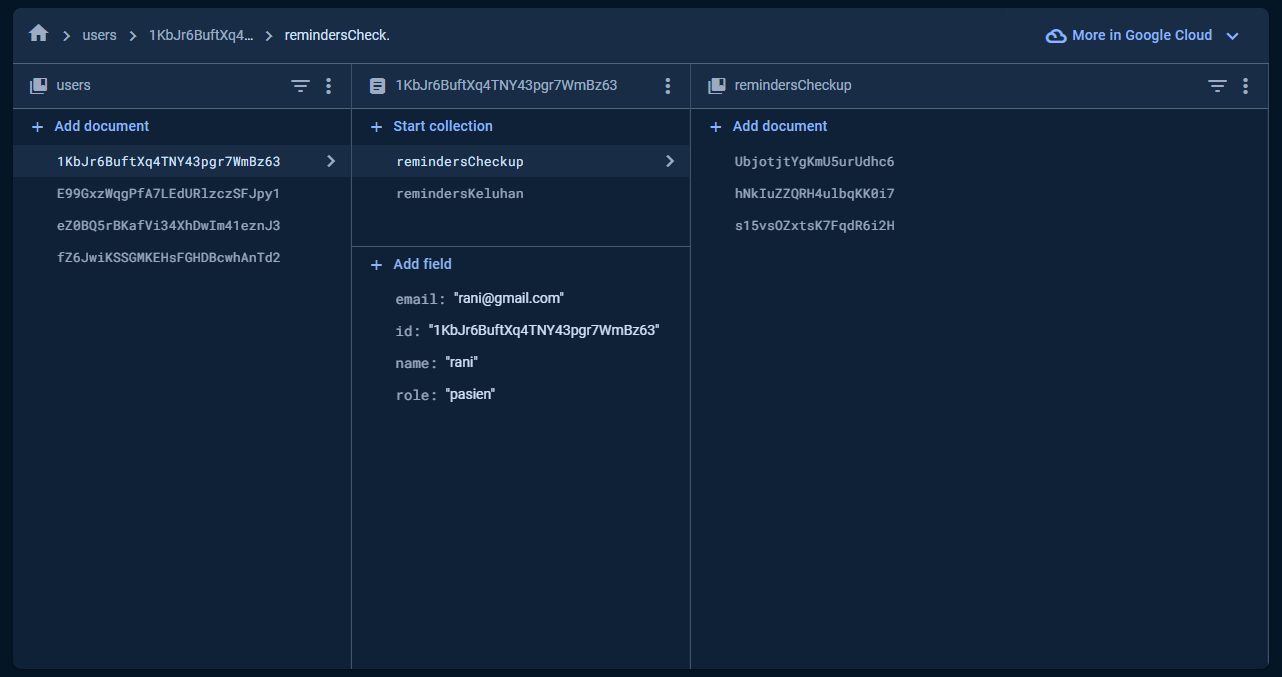 users 1KbJr6BuftXq4... remindersCheck. More in Google Cloud
users
Add document
1KbJr6BuftXq4TNY43pgr7WmBz63
E99GxzWqgPfA7LEdURlzczSFJpy1
eZ0BQ5rBKafVi34XhDwIm41eznJ3
fZ6JwiKSSGMKEHsFGHDBcwhAnTd2
1KbJr6BuftXq4TNY43pgr7WmBz63
Start collection
remindersCheckup
remindersKeluhan
Add field
email: "rani@gmail.com"
id: "1KbJr6BuftXq4TNY43pgr7WmBz63"
name: "rani"
role: "pasien"
remindersCheckup
Add document
UbjotjtYgKmU5urUdhc6
hNkIuZZQRH4ulbqKK0i7
s15vsOZxtsK7FqdR6i2H